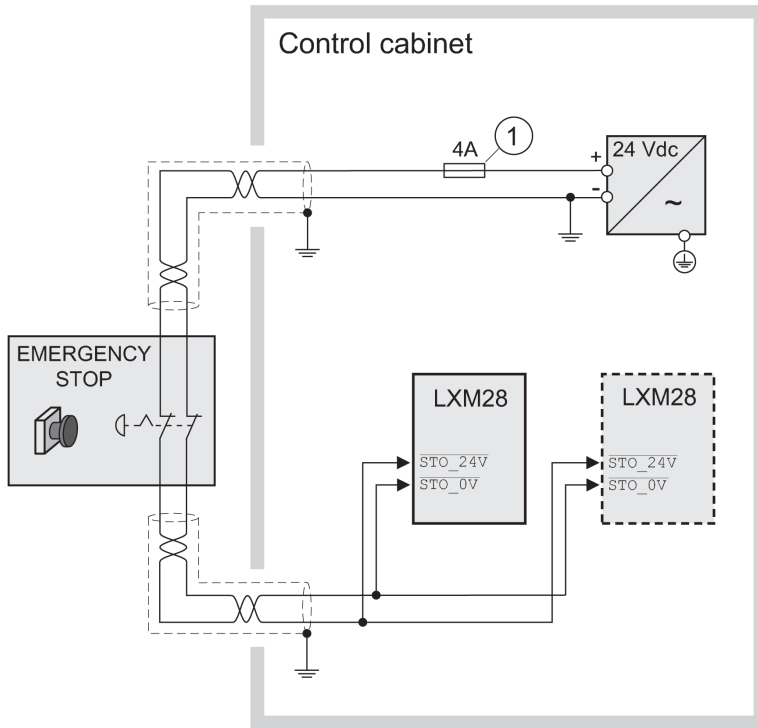 Control cabinet
4A
1
+
24 Vdc
-
~
EMERGENCY
STOP
LXM28
STO_24V
STO_0V
LXM28
STO_24V
STO_0V